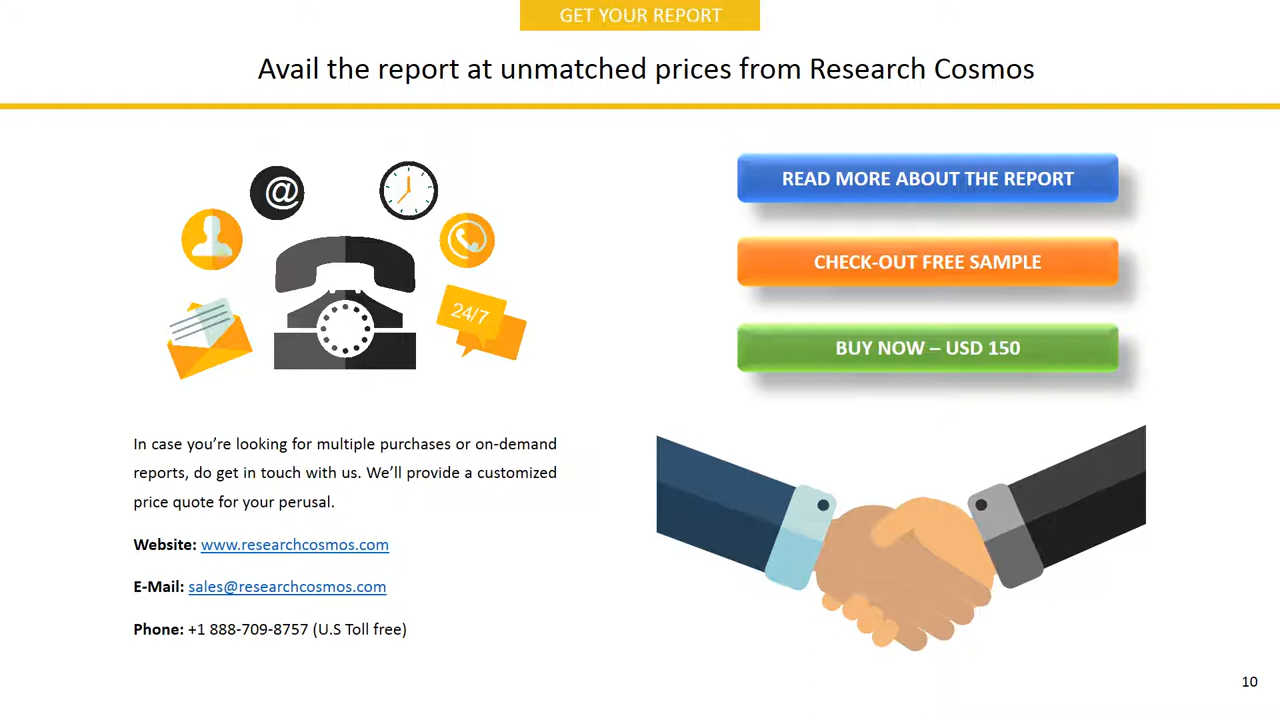 GET YOUR REPORT
Avail the report at unmatched prices from Research Cosmos
@
24/7
READ MORE ABOUT THE REPORT
CHECK-OUT FREE SAMPLE
BUY NOW – USD 150
In case you’re looking for multiple purchases or on-demand
reports, do get in touch with us. We’ll provide a customized
price quote for your perusal.
Website: www.researchcosmos.com
E-Mail: sales@researchcosmos.com
Phone: +1 888-709-8757 (U.S Toll free)
10